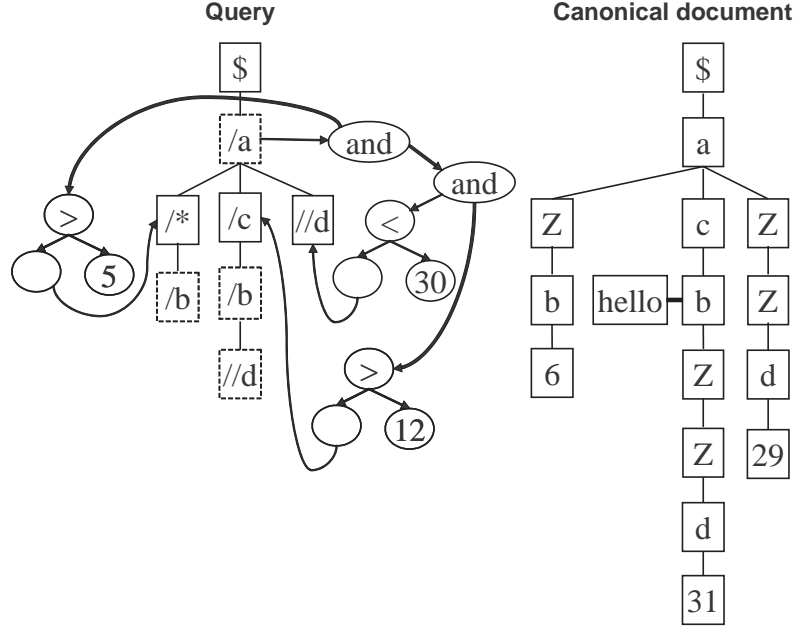 Query Canonical document
$ $
/a and a
and
> /* /c //d < Z c Z
5 /b /b 30 b hello b Z
//d > 6 Z d
12 Z 29
d
31